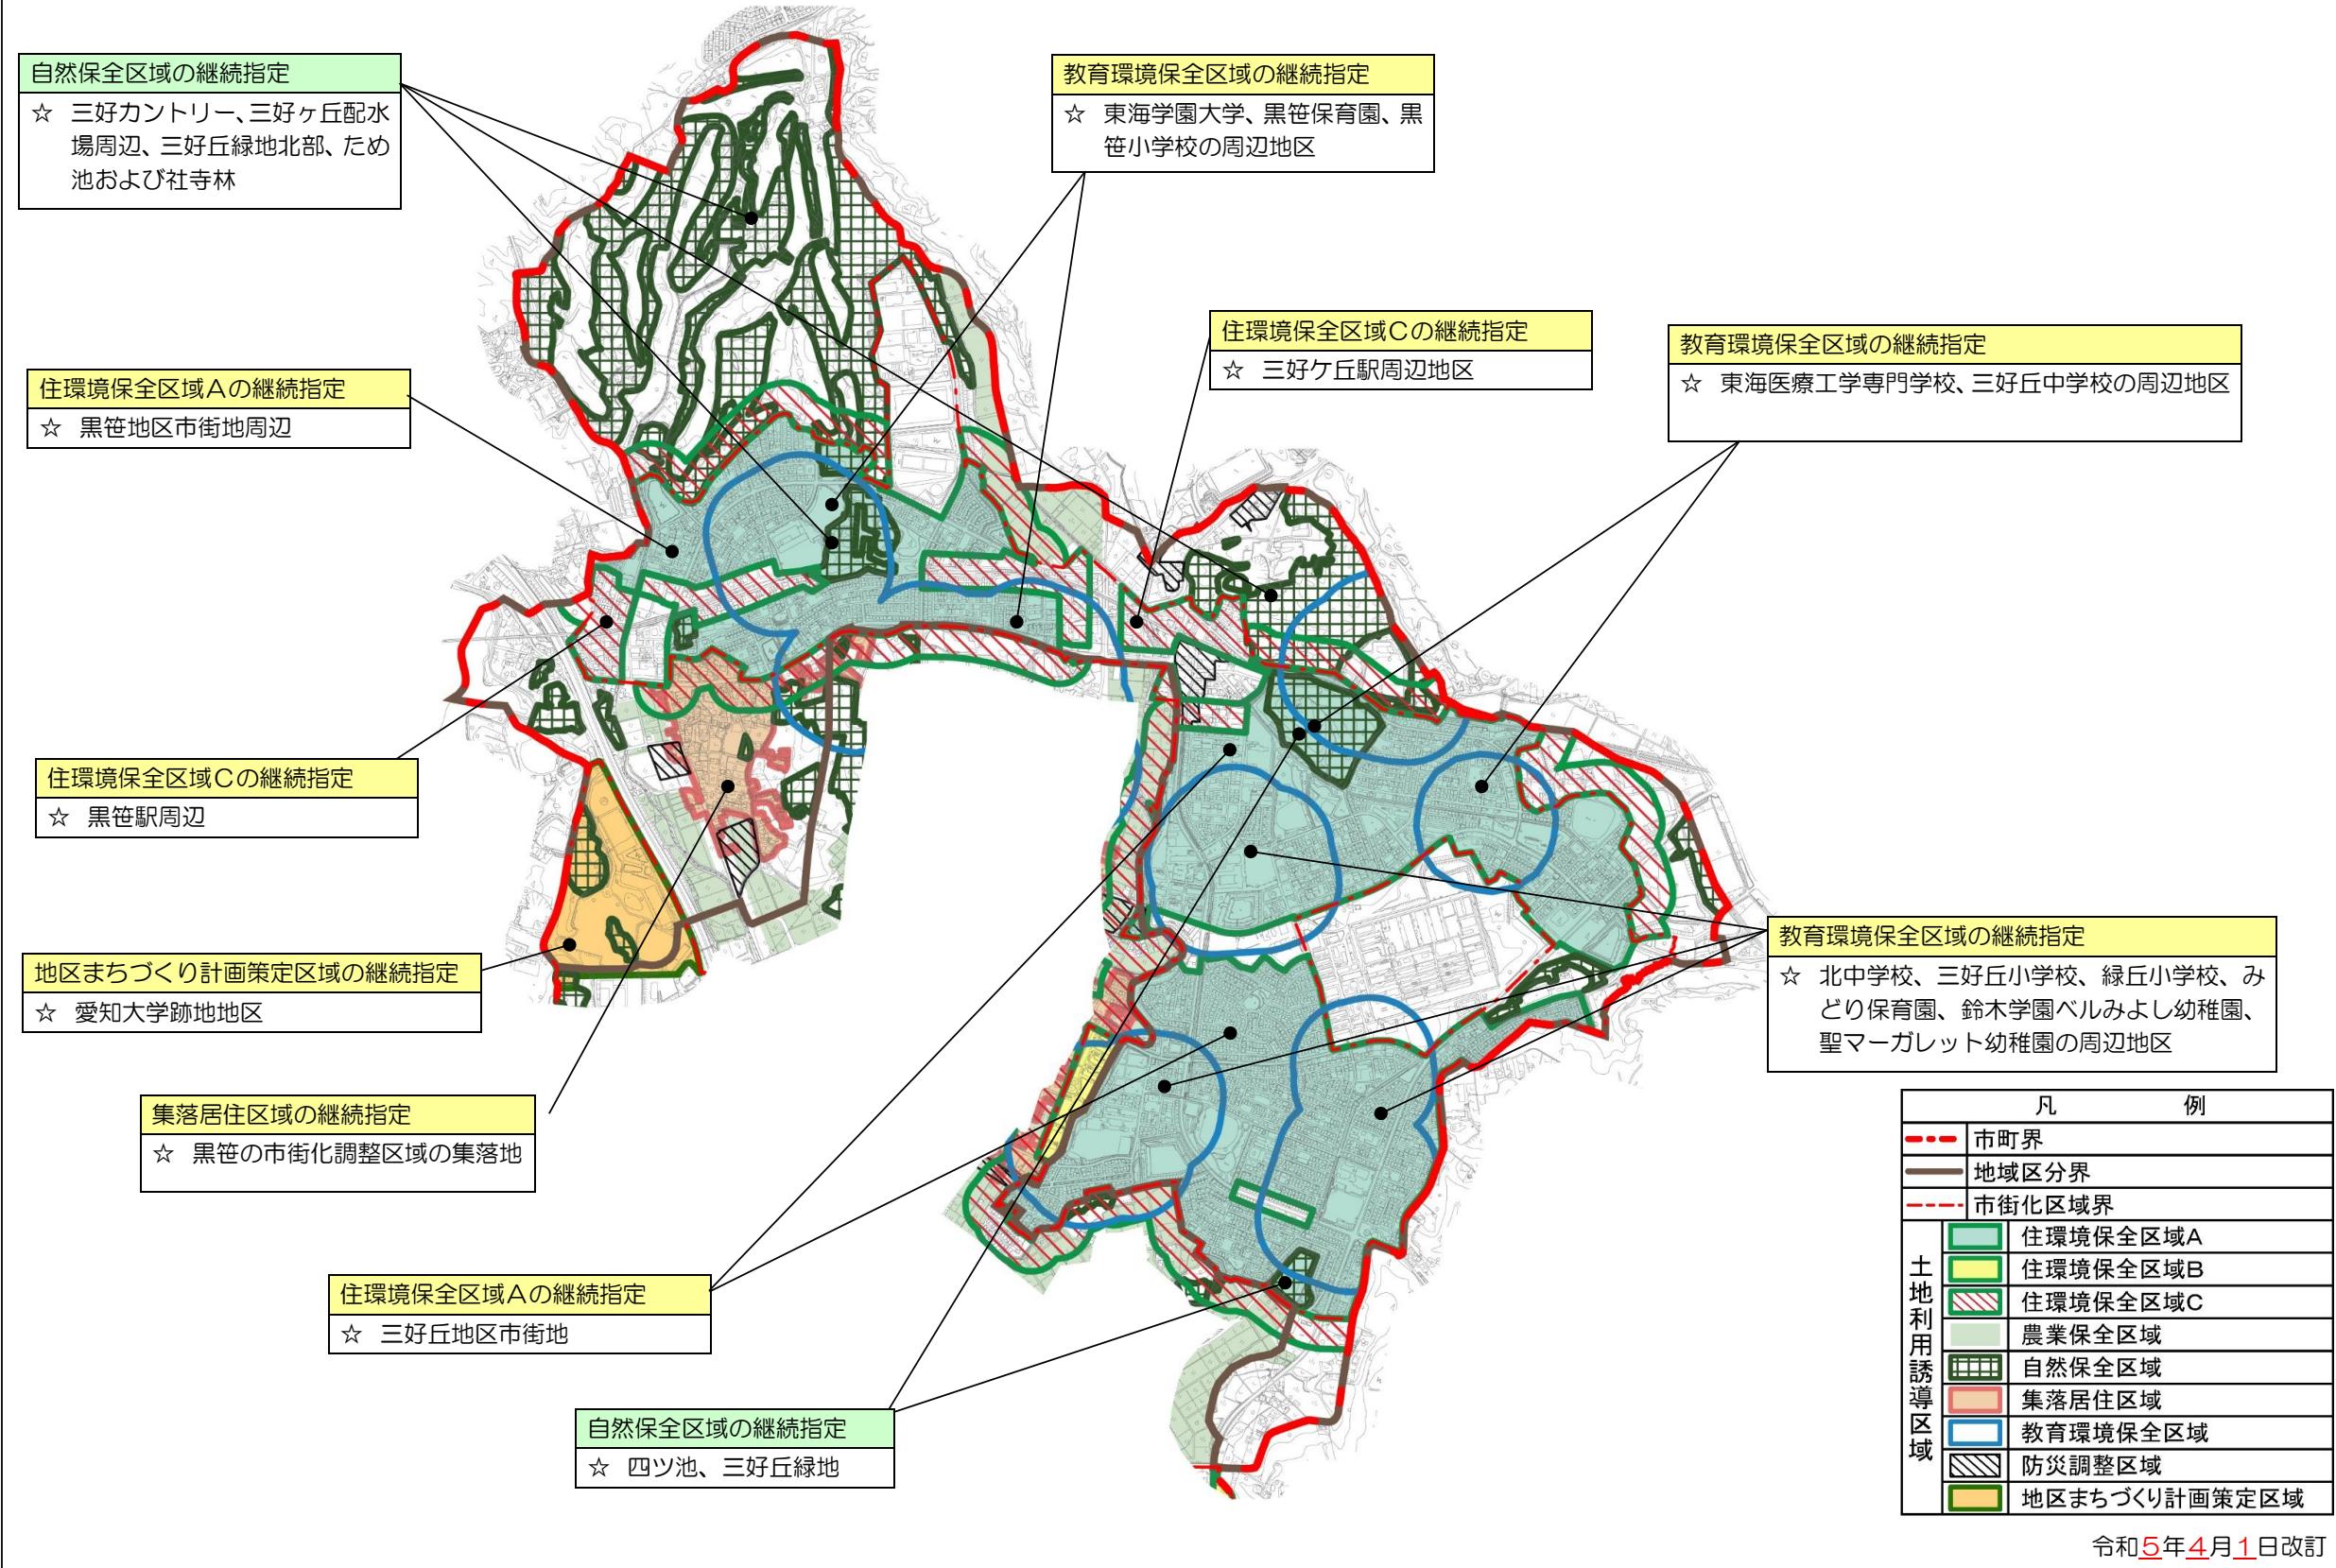 自然保全区域の継続指定
☆ 三好カントリー、三好ヶ丘配水
場周辺、三好丘緑地北部、ため
池および社寺林
教育環境保全区域の継続指定
☆ 東海学園大学、黒笹保育園、黒
笹小学校の周辺地区
住環境保全区域Cの継続指定
☆ 三好ケ丘駅周辺地区
教育環境保全区域の継続指定
☆ 東海医療工学専門学校、三好丘中学校の周辺地区
住環境保全区域Aの継続指定
☆ 黒笹地区市街地周辺
住環境保全区域Cの継続指定
☆ 黒笹駅周辺
地区まちづくり計画策定区域の継続指定
☆ 愛知大学跡地地区
集落居住区域の継続指定
☆ 黒笹の市街化調整区域の集落地
住環境保全区域Aの継続指定
☆ 三好丘地区市街地
自然保全区域の継続指定
☆ 四ツ池、三好丘緑地
教育環境保全区域の継続指定
☆ 北中学校、三好丘小学校、緑丘小学校、み
どり保育園、鈴木学園ベルみよし幼稚園、
聖マーガレット幼稚園の周辺地区
凡 例
市町界
地域区分界
市街化区域界
土地利用誘導区域
住環境保全区域A
住環境保全区域B
住環境保全区域C
農業保全区域
自然保全区域
集落居住区域
教育環境保全区域
防災調整区域
地区まちづくり計画策定区域
令和5年4月1日改訂